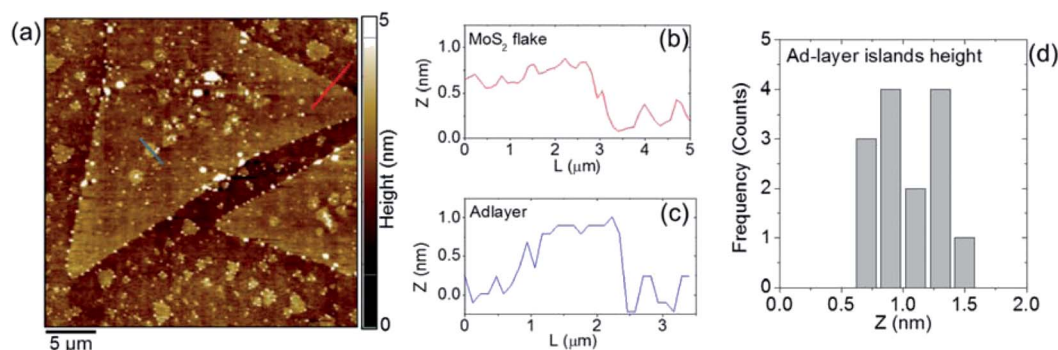 (a)
5
Height (nm)
0
5 μm
MoS₂ flake
(b)
1.0
0.5
0.0
Z (nm)
0 1 2 3 4 5
L (μm)
Adlayer
(c)
1.0
0.5
0.0
Z (nm)
0 1 2 3
L (μm)
Ad-layer islands height
(d)
5
4
3
2
1
0
Frequency (Counts)
0.0 0.5 1.0 1.5 2.0
Z (nm)